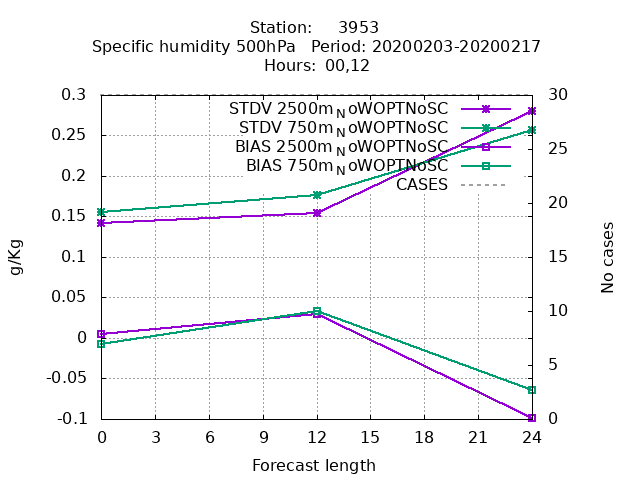 Station: 3953
Specific humidity 500hPa Period: 20200203-20200217
Hours: 00,12
0.3
0.25
0.2
0.15
0.1
0.05
0
-0.05
-0.1
g/Kg
STDV 2500m_NoWOPTNoSC
STDV 750m_NoWOPTNoSC
BIAS 2500m_NoWOPTNoSC
BIAS 750m_NoWOPTNoSC
CASES
30
25
20
15
10
5
0
No cases
0 3 6 9 12 15 18 21 24
Forecast length